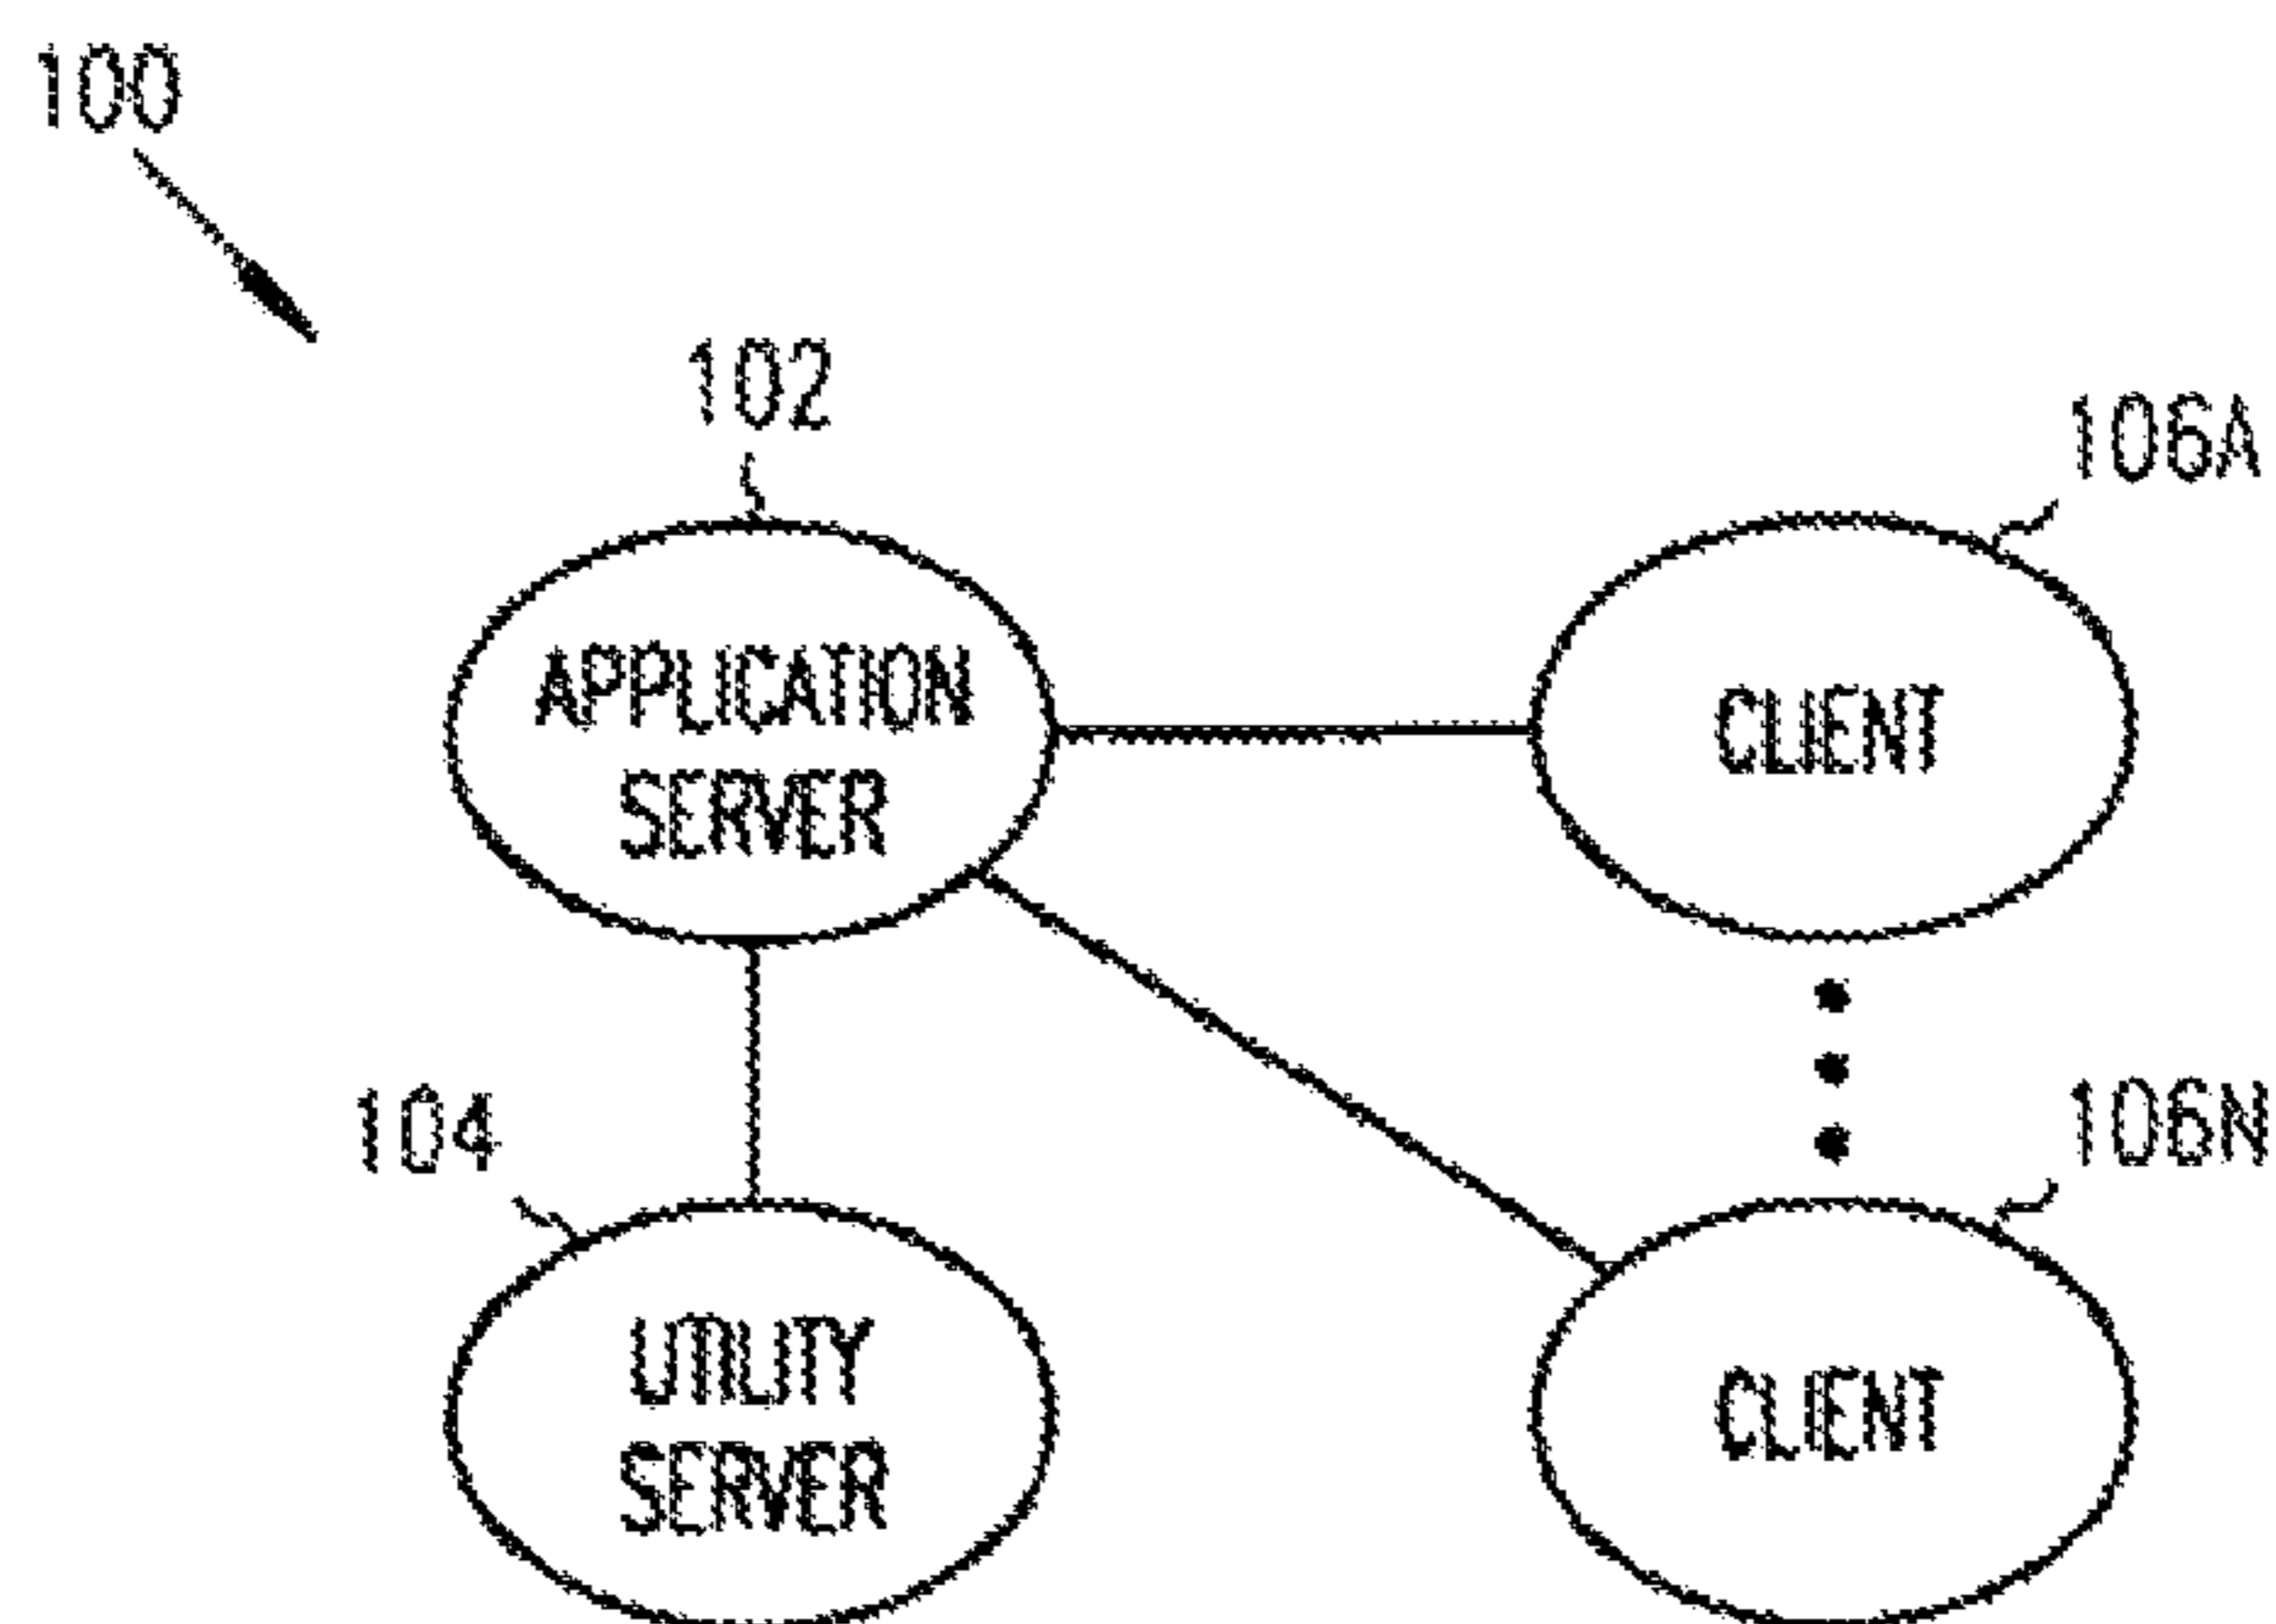 100
102
106A
APPLICATION
SERVER
CLIENT
104
106N
UTILITY
SERVER
CLIENT